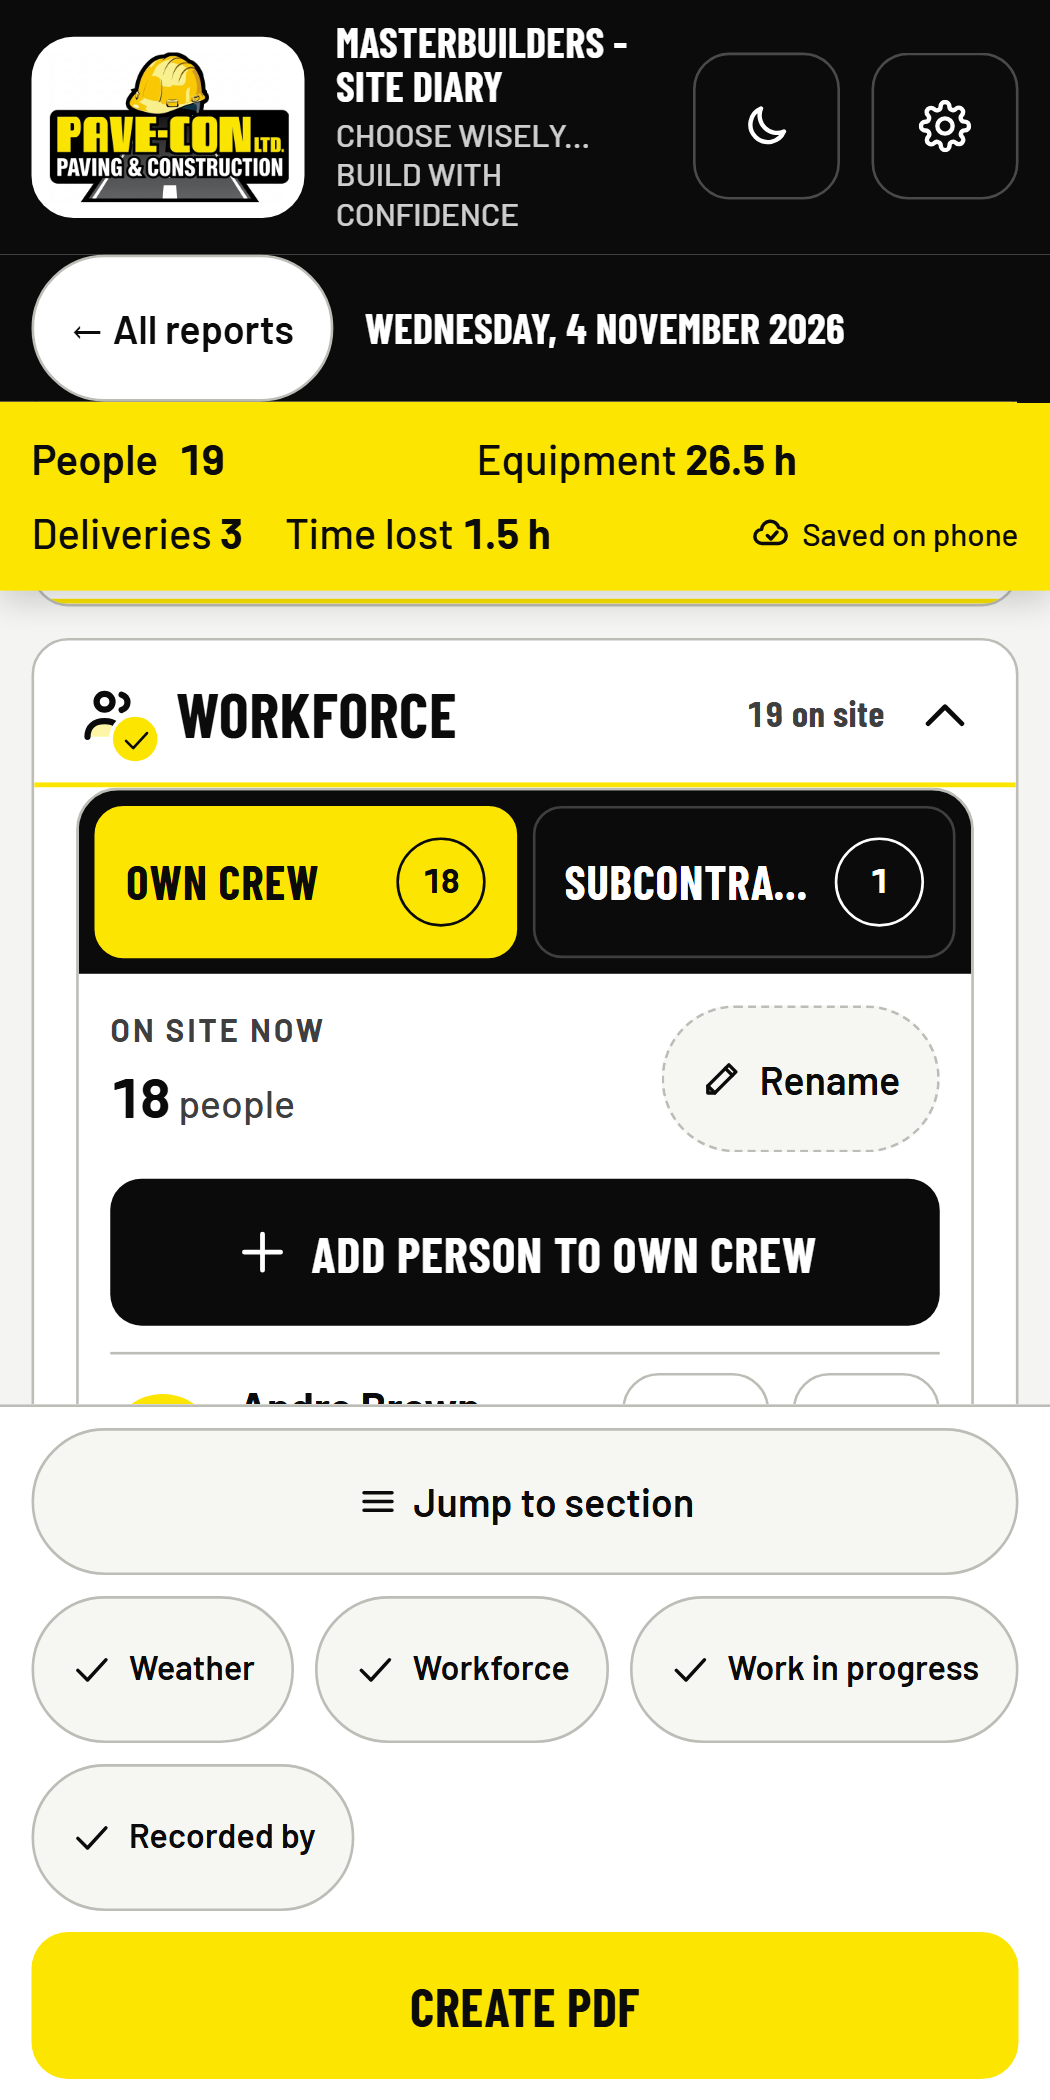 PAVE-CON LTD.
PAVING & CONSTRUCTION
MASTERBUILDERS -
SITE DIARY
CHOOSE WISELY...
BUILD WITH
CONFIDENCE
← All reports
WEDNESDAY, 4 NOVEMBER 2026
People 19
Equipment 26.5 h
Deliveries 3
Time lost 1.5 h
Saved on phone
WORKFORCE
19 on site
OWN CREW 18
SUBCONTRA... 1
ON SITE NOW
18 people
Rename
ADD PERSON TO OWN CREW
Andre Brown
Jump to section
Weather
Workforce
Work in progress
Recorded by
CREATE PDF